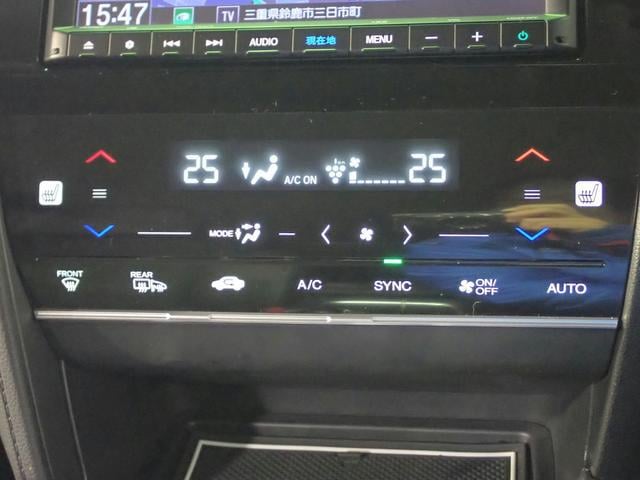 15:47 TV 三重県鈴鹿市三日市町
AUDIO 現在地 MENU − +
25 A/C ON 25
MODE
FRONT REAR A/C SYNC ON/OFF AUTO